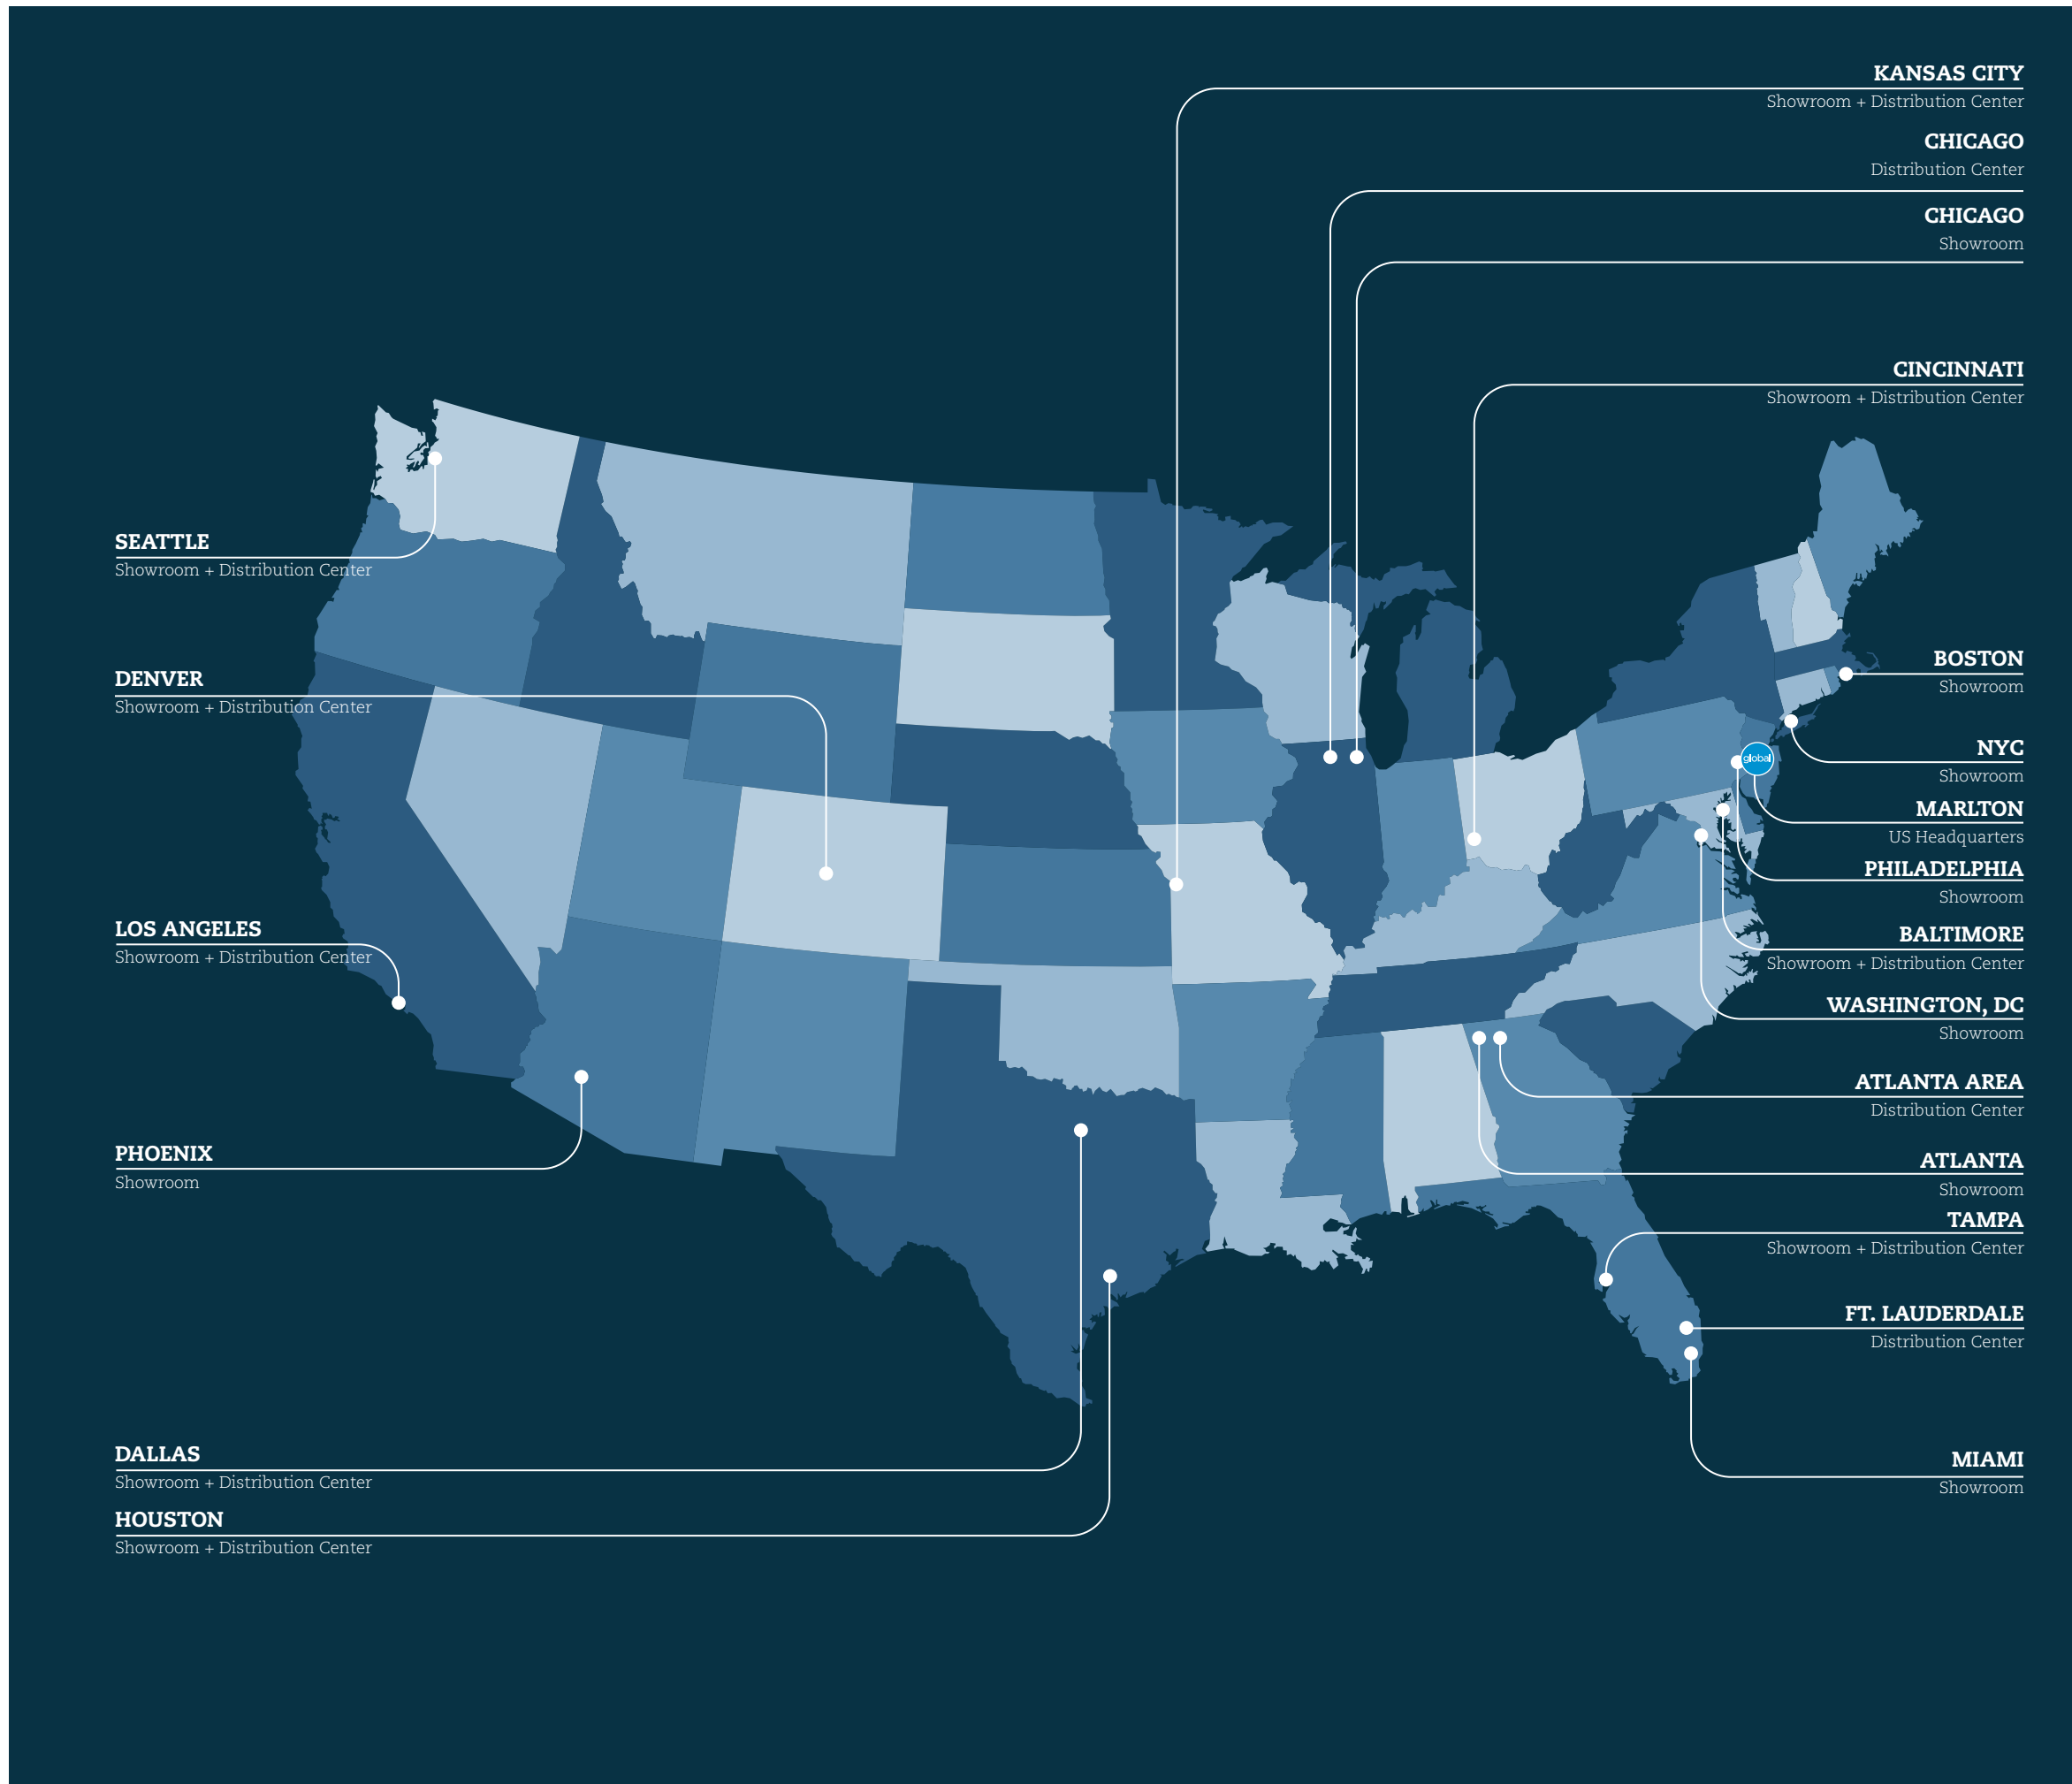 KANSAS CITY
Showroom + Distribution Center
CHICAGO
Distribution Center
CHICAGO
Showroom
CINCINNATI
Showroom + Distribution Center
SEATTLE
Showroom + Distribution Center
DENVER
Showroom + Distribution Center
LOS ANGELES
Showroom + Distribution Center
PHOENIX
Showroom
DALLAS
Showroom + Distribution Center
HOUSTON
Showroom + Distribution Center
BOSTON
Showroom
NYC
Showroom
global
MARLTON
US Headquarters
PHILADELPHIA
Showroom
BALTIMORE
Showroom + Distribution Center
WASHINGTON, DC
Showroom
ATLANTA AREA
Distribution Center
ATLANTA
Showroom
TAMPA
Showroom + Distribution Center
FT. LAUDERDALE
Distribution Center
MIAMI
Showroom